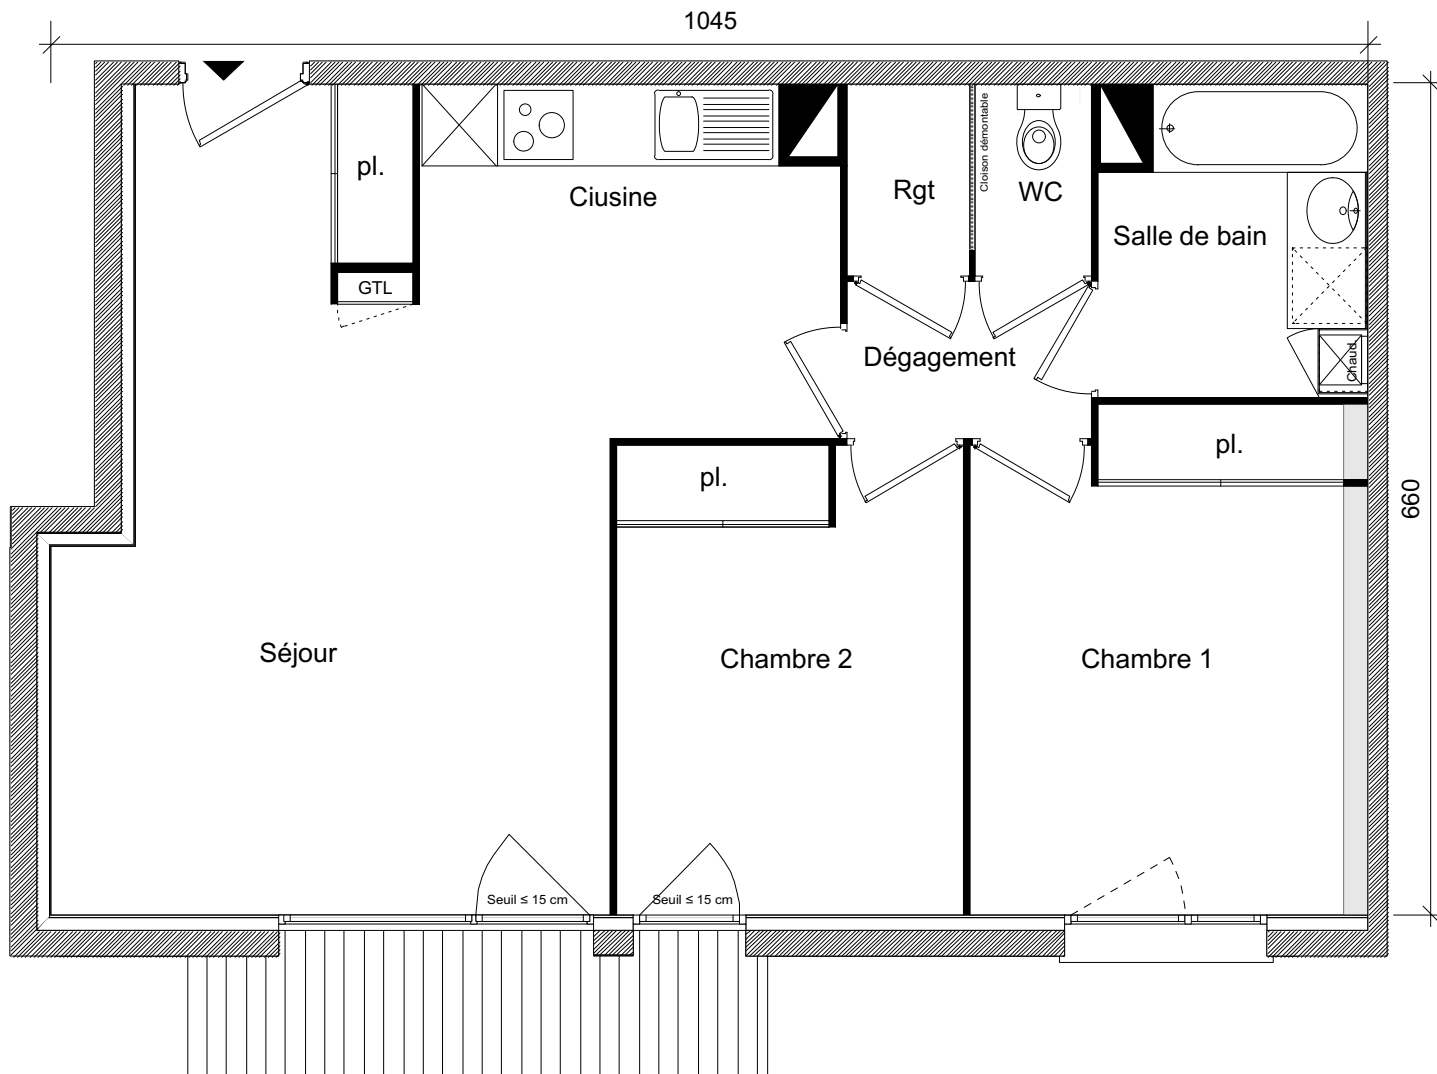 1045
Cloison démontable
pl.
Ciusine
Rgt
WC
Salle de bain
GTL
Dégagement
Chaud
pl.
pl.
660
Séjour
Chambre 2
Chambre 1
Seuil ≤ 15 cm
Seuil ≤ 15 cm